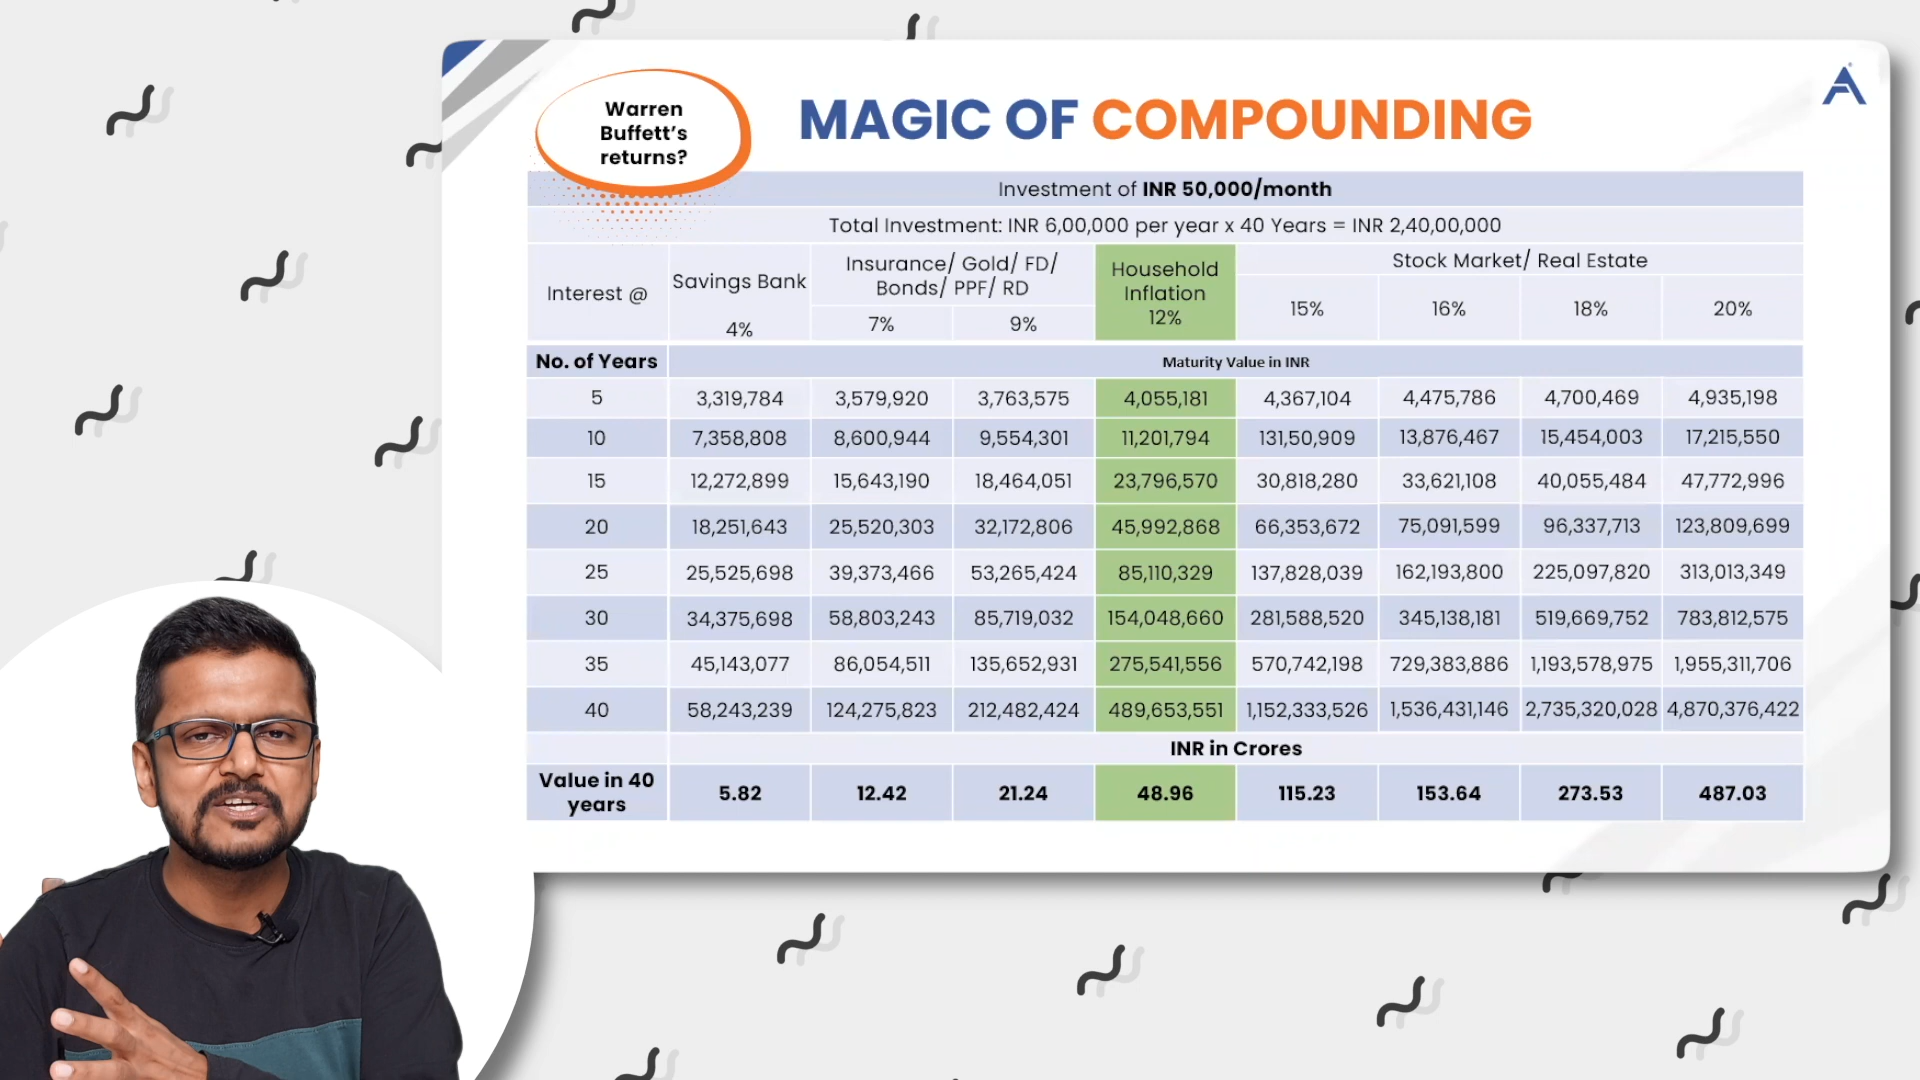 Warren
Buffett's
returns?
MAGIC OF COMPOUNDING
Investment of INR 50,000/month
Total Investment: INR 6,00,000 per year x 40 Years = INR 2,40,00,000
Interest @
Savings Bank
4%
Insurance/ Gold/ FD/
Bonds/ PPF/ RD
7% 9%
Household
Inflation
12%
Stock Market/ Real Estate
15% 16% 18% 20%
No. of Years Maturity Value in INR
5 3,319,784 3,579,920 3,763,575 4,055,181 4,367,104 4,475,786 4,700,469 4,935,198
10 7,358,808 8,600,944 9,554,301 11,201,794 131,50,909 13,876,467 15,454,003 17,215,550
15 12,272,899 15,643,190 18,464,051 23,796,570 30,818,280 33,621,108 40,055,484 47,772,996
20 18,251,643 25,520,303 32,172,806 45,992,868 66,353,672 75,091,599 96,337,713 123,809,699
25 25,525,698 39,373,466 53,265,424 85,110,329 137,828,039 162,193,800 225,097,820 313,013,349
30 34,375,698 58,803,243 85,719,032 154,048,660 281,588,520 345,138,181 519,669,752 783,812,575
35 45,143,077 86,054,511 135,652,931 275,541,556 570,742,198 729,383,886 1,193,578,975 1,955,311,706
40 58,243,239 124,275,823 212,482,424 489,653,551 1,152,333,526 1,536,431,146 2,735,320,028 4,870,376,422
INR in Crores
Value in 40
years
5.82 12.42 21.24 48.96 115.23 153.64 273.53 487.03